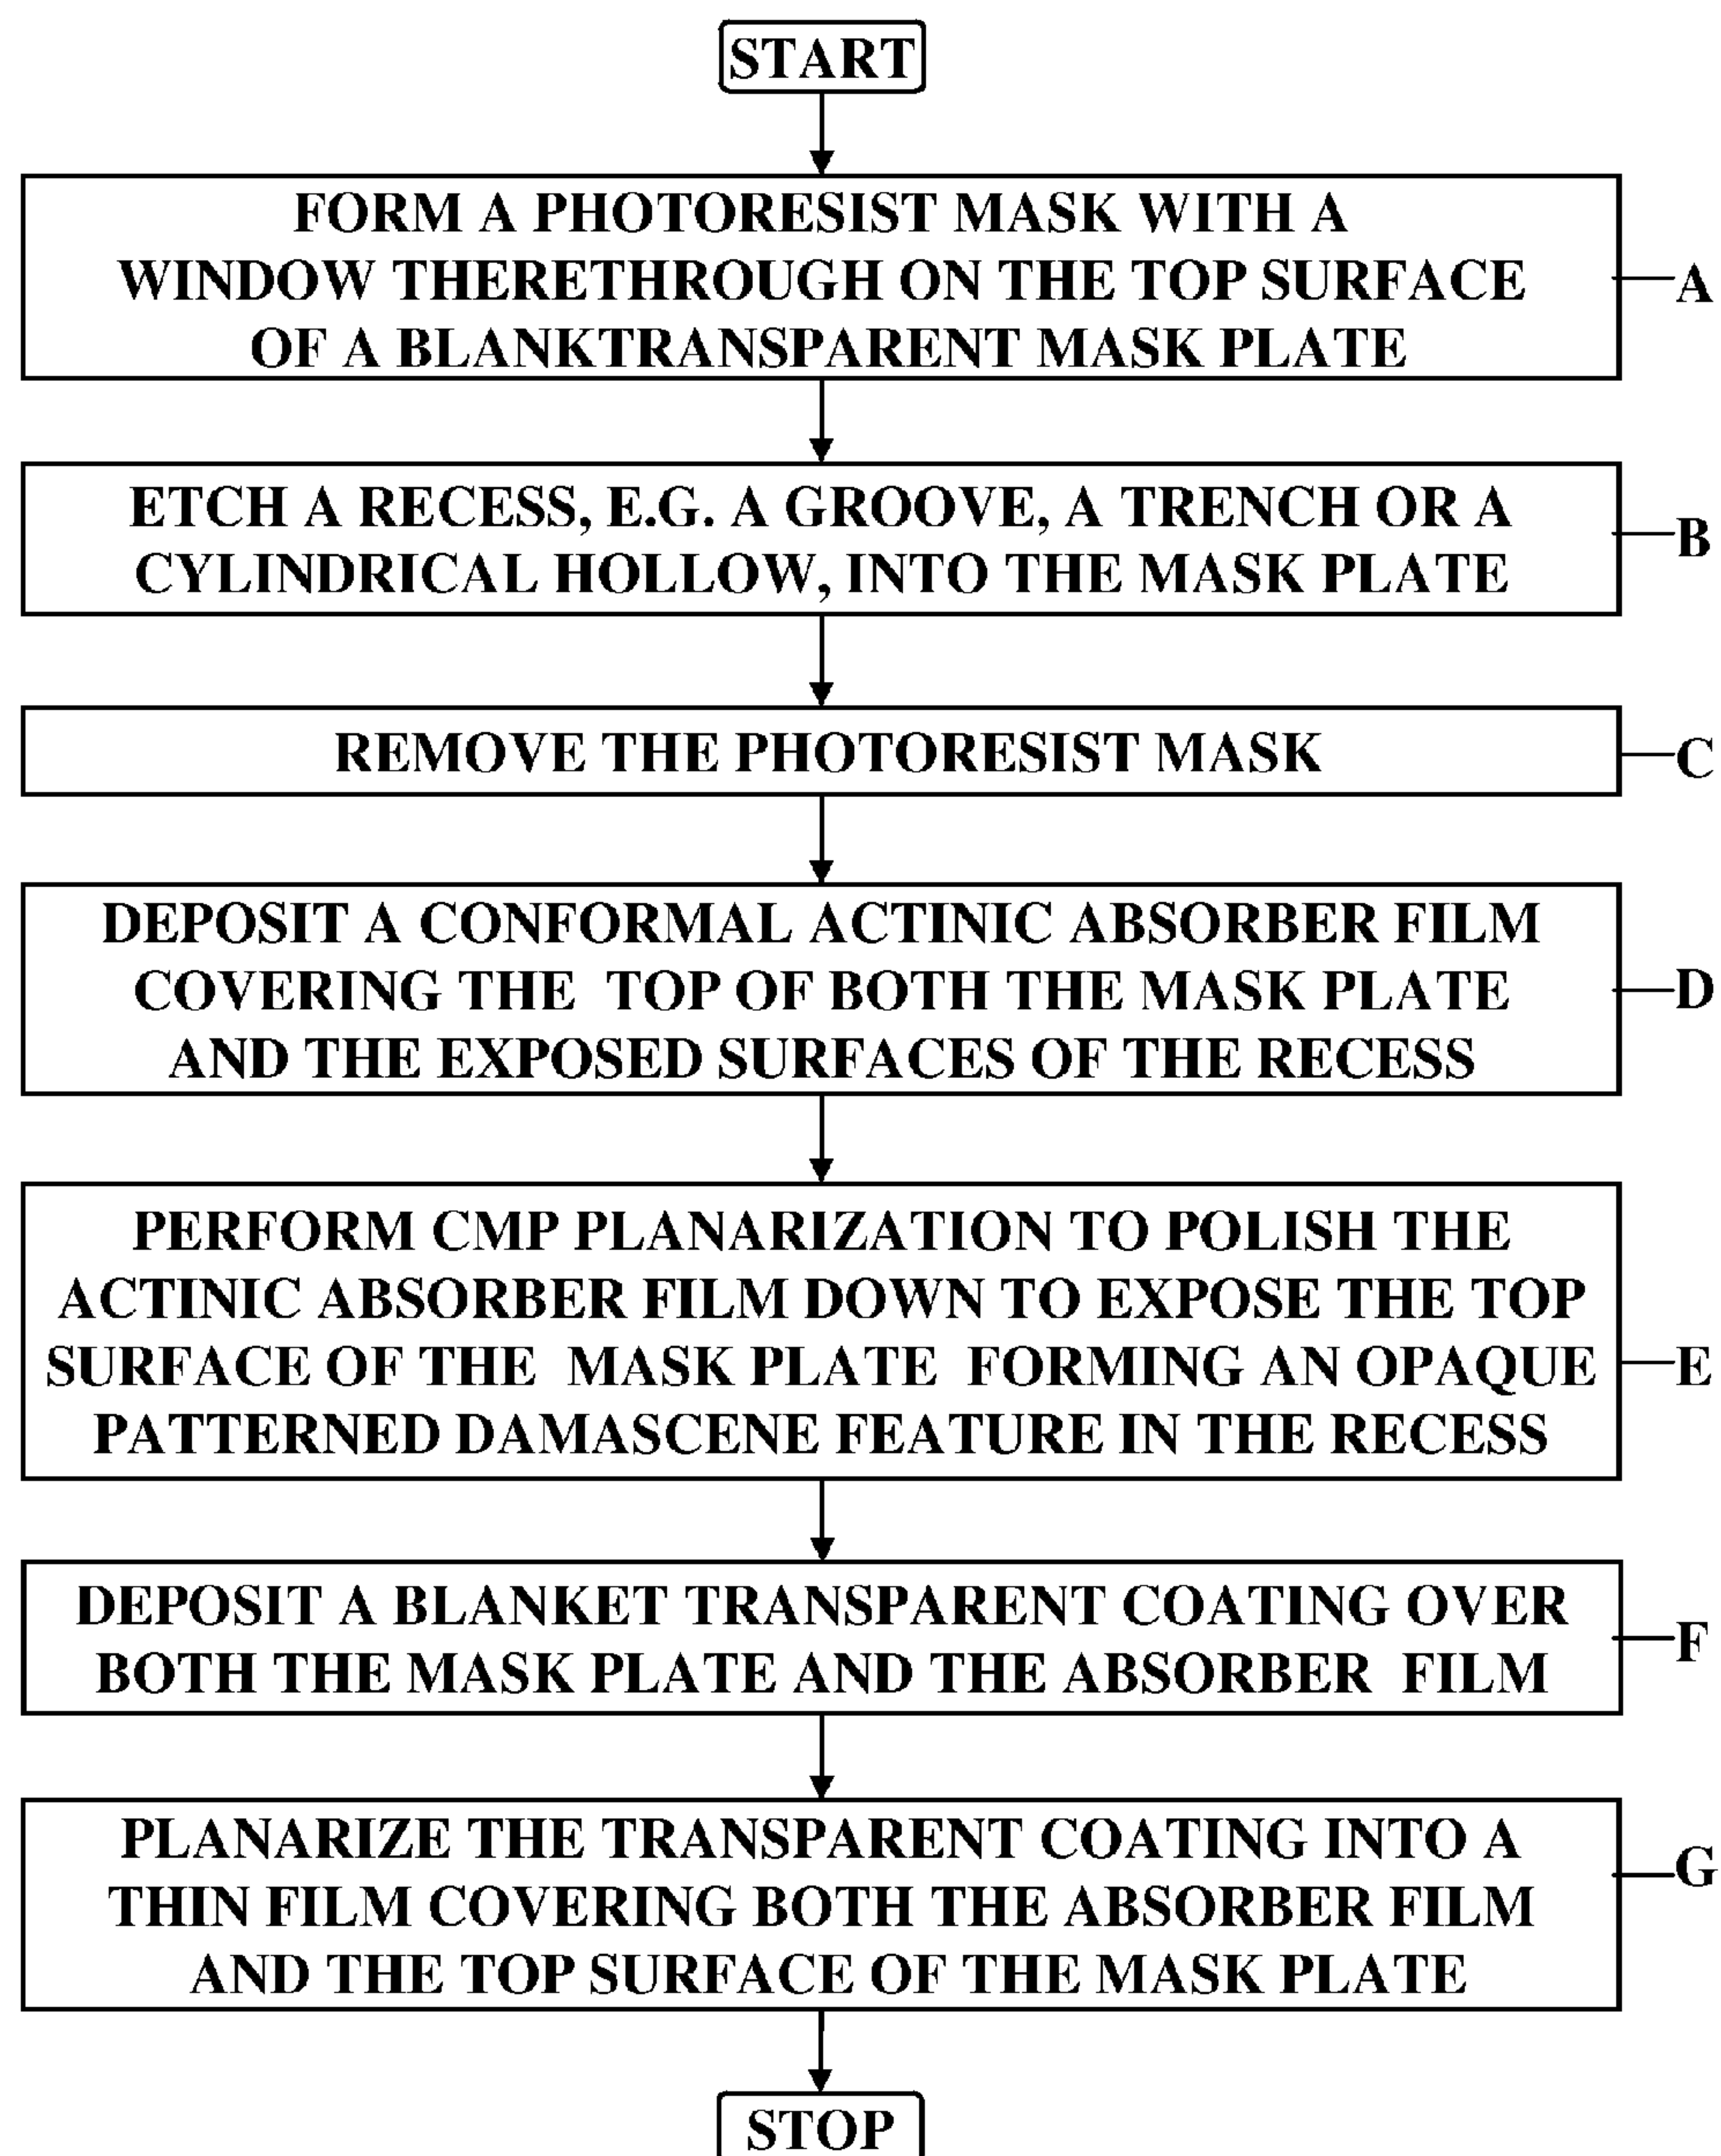 START
FORM A PHOTORESIST MASK WITH A
WINDOW THERETHROUGH ON THE TOP SURFACE
OF A BLANKTRANSPARENT MASK PLATE
A
ETCH A RECESS, E.G. A GROOVE, A TRENCH OR A
CYLINDRICAL HOLLOW, INTO THE MASK PLATE
B
REMOVE THE PHOTORESIST MASK
C
DEPOSIT A CONFORMAL ACTINIC ABSORBER FILM
COVERING THE TOP OF BOTH THE MASK PLATE
AND THE EXPOSED SURFACES OF THE RECESS
D
PERFORM CMP PLANARIZATION TO POLISH THE
ACTINIC ABSORBER FILM DOWN TO EXPOSE THE TOP
SURFACE OF THE MASK PLATE FORMING AN OPAQUE
PATTERNED DAMASCENE FEATURE IN THE RECESS
E
DEPOSIT A BLANKET TRANSPARENT COATING OVER
BOTH THE MASK PLATE AND THE ABSORBER FILM
F
PLANARIZE THE TRANSPARENT COATING INTO A
THIN FILM COVERING BOTH THE ABSORBER FILM
AND THE TOP SURFACE OF THE MASK PLATE
G
STOP